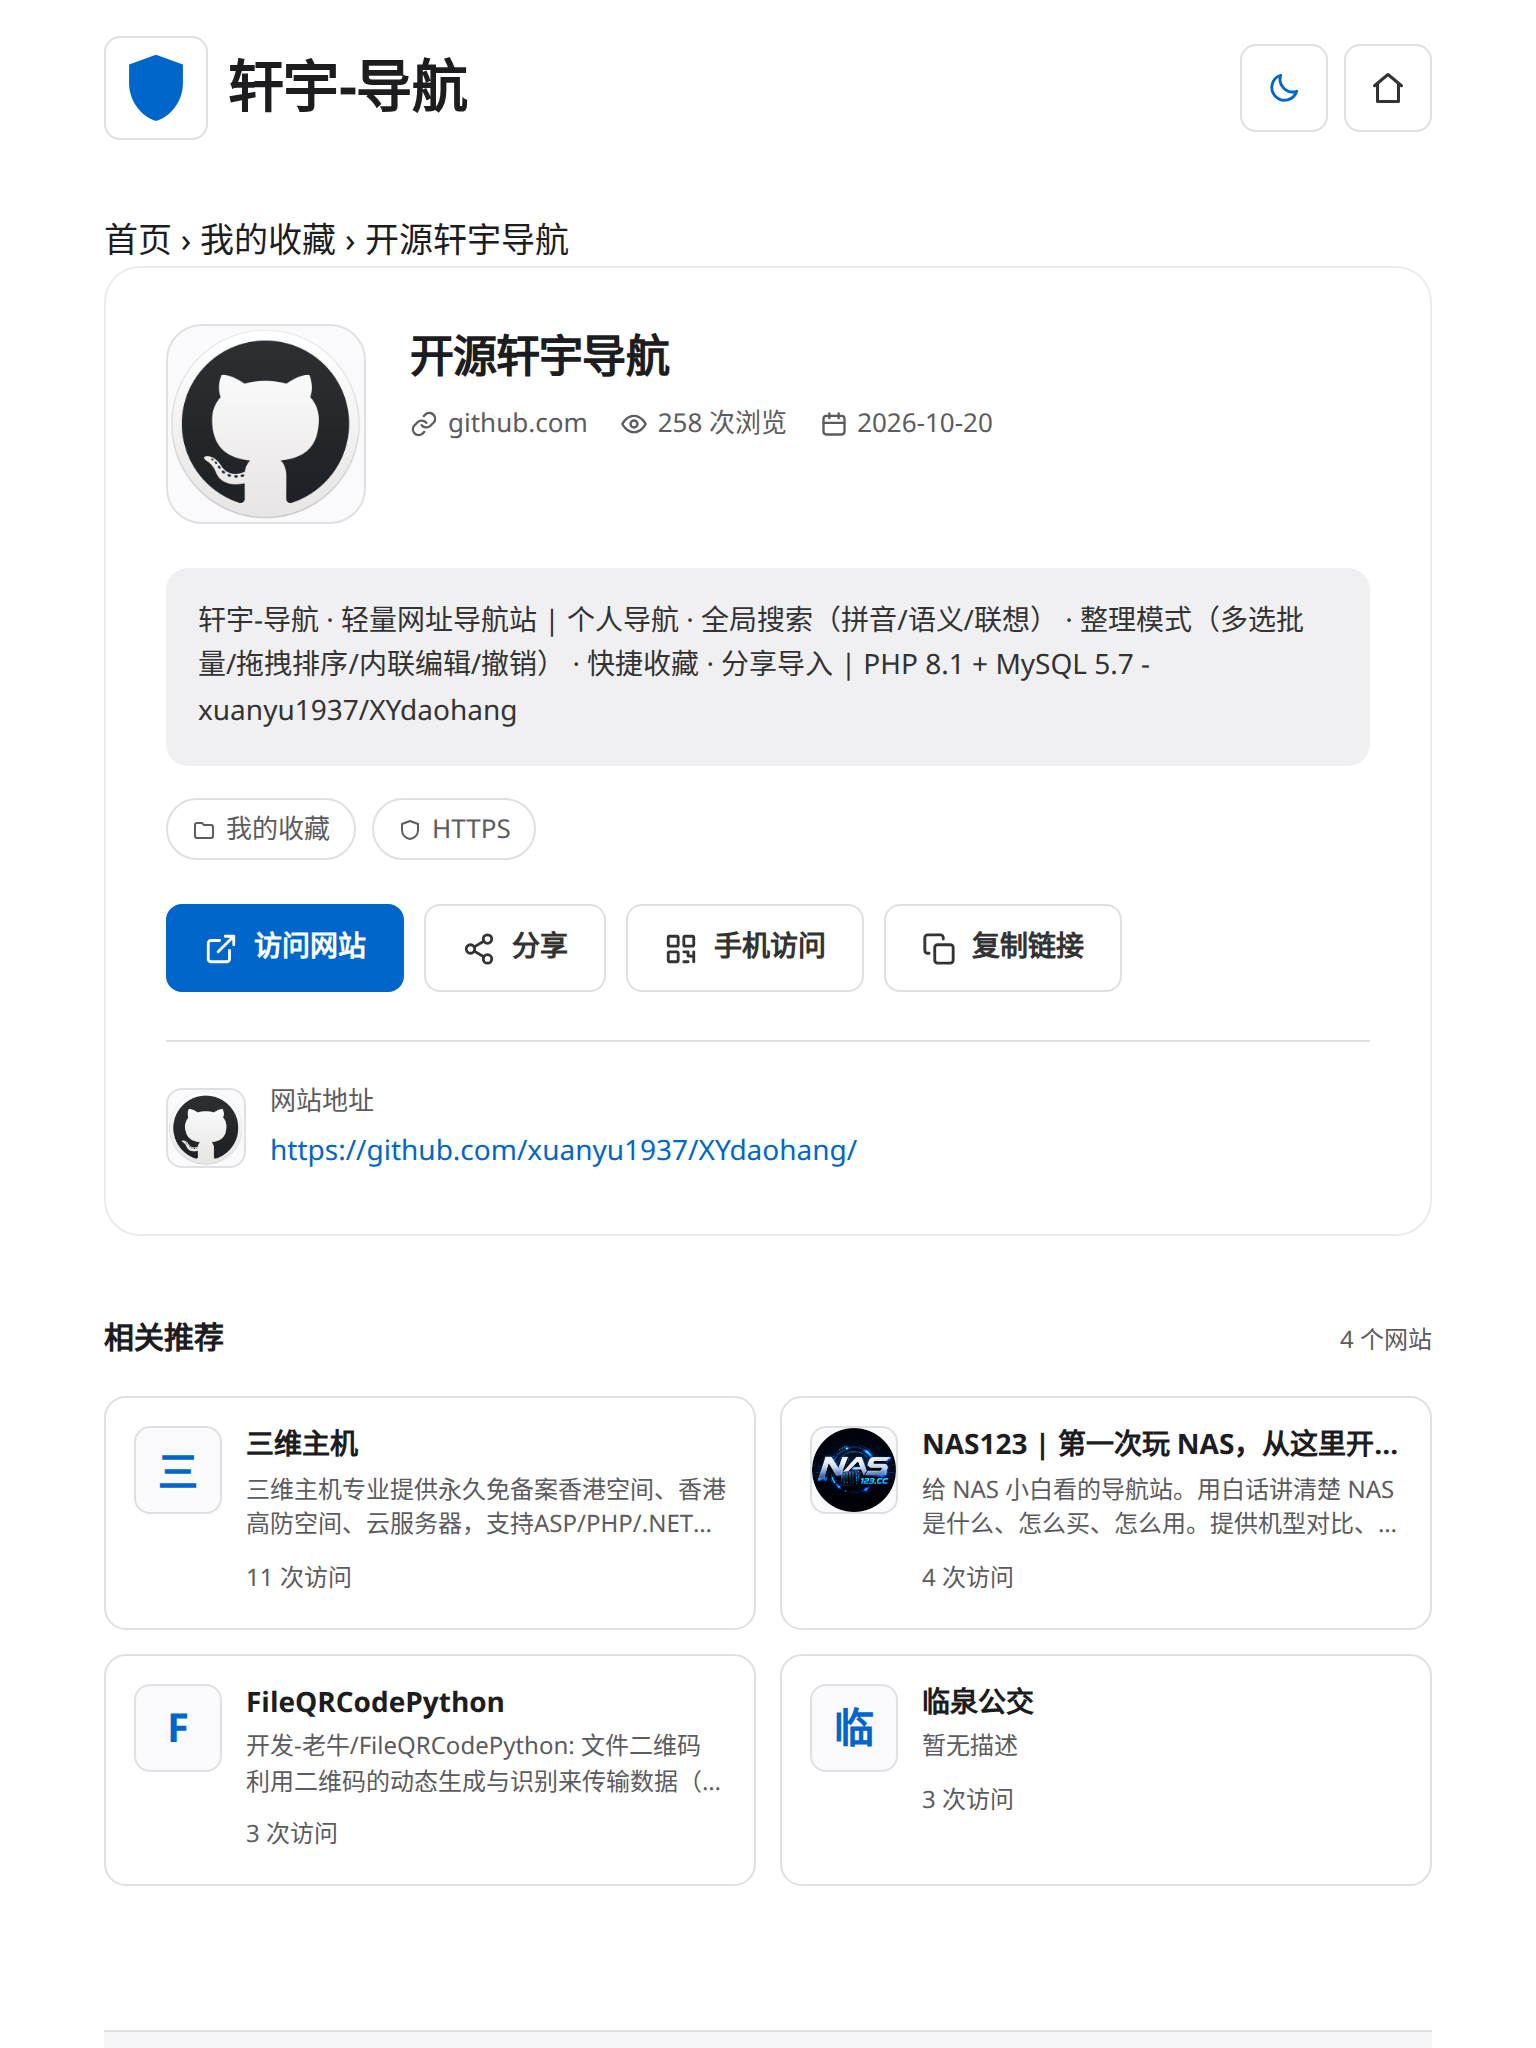 轩宇-导航
首页 › 我的收藏 › 开源轩宇导航
开源轩宇导航
github.com 258 次浏览 2026-10-20
轩宇-导航 · 轻量网址导航站 | 个人导航 · 全局搜索（拼音/语义/联想） · 整理模式（多选批
量/拖拽排序/内联编辑/撤销） · 快捷收藏 · 分享导入 | PHP 8.1 + MySQL 5.7 -
xuanyu1937/XYdaohang
我的收藏 HTTPS
访问网站 分享 手机访问 复制链接
网站地址
https://github.com/xuanyu1937/XYdaohang/
相关推荐 4 个网站
三
三维主机
三维主机专业提供永久免备案香港空间、香港
高防空间、云服务器，支持ASP/PHP/.NET...
11 次访问
NAS
123.CC
NAS123 | 第一次玩 NAS，从这里开...
给 NAS 小白看的导航站。用白话讲清楚 NAS
是什么、怎么买、怎么用。提供机型对比、...
4 次访问
F
FileQRCodePython
开发-老牛/FileQRCodePython: 文件二维码
利用二维码的动态生成与识别来传输数据（...
3 次访问
临
临泉公交
暂无描述
3 次访问